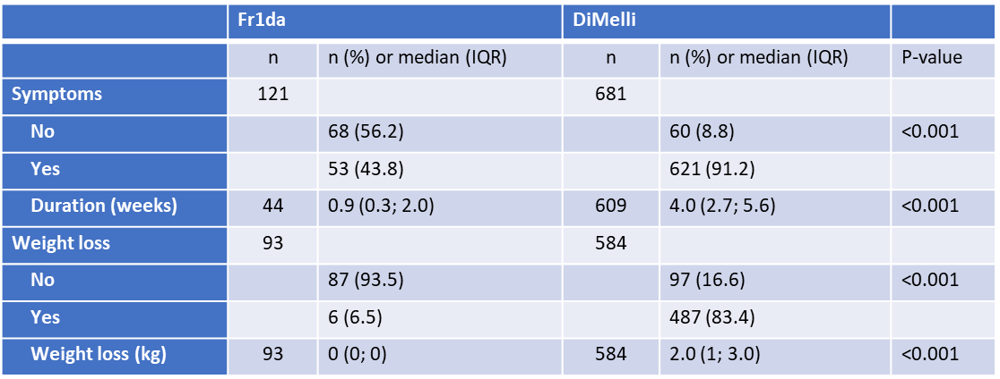 Fr1da DiMelli
n n (%) or median (IQR) n n (%) or median (IQR) P-value
Symptoms 121 681
No 68 (56.2) 60 (8.8) <0.001
Yes 53 (43.8) 621 (91.2)
Duration (weeks) 44 0.9 (0.3; 2.0) 609 4.0 (2.7; 5.6) <0.001
Weight loss 93 584
No 87 (93.5) 97 (16.6) <0.001
Yes 6 (6.5) 487 (83.4)
Weight loss (kg) 93 0 (0; 0) 584 2.0 (1; 3.0) <0.001